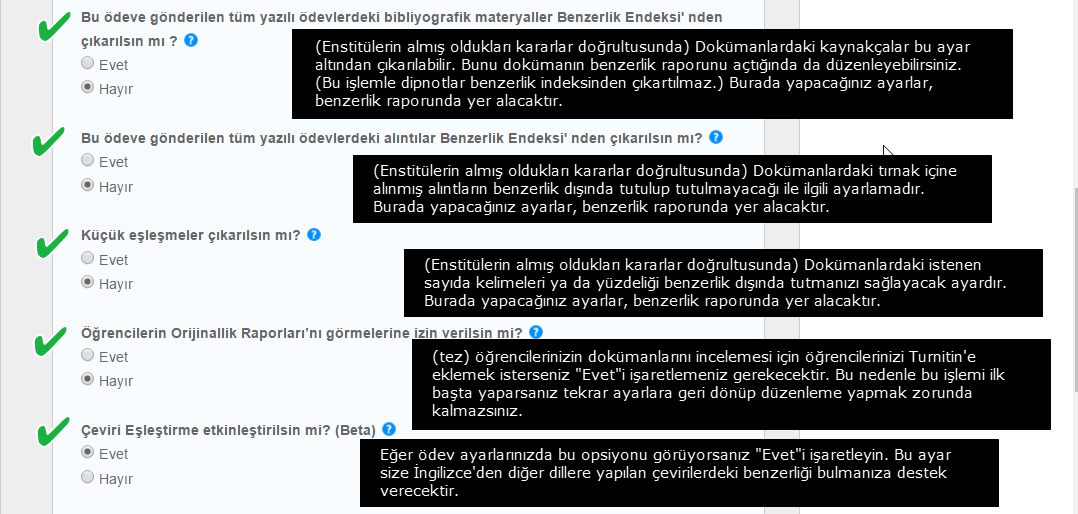 Bu ödeve gönderilen tüm yazılı ödevlerdeki bibliyografik materyaller Benzerlik Endeksi' nden
çıkarılsın mı ? ?
Evet
Hayır
(Enstitülerin almış oldukları kararlar doğrultusunda) Dokümanlardaki kaynakçalar bu ayar
altından çıkarılabilir. Bunu dokümanın benzerlik raporunu açtığında da düzenleyebilirsiniz.
(Bu işlemle dipnotlar benzerlik indeksinden çıkartılmaz.) Burada yapacağınız ayarlar,
benzerlik raporunda yer alacaktır.
Bu ödeve gönderilen tüm yazılı ödevlerdeki alıntılar Benzerlik Endeksi' nden çıkarılsın mı? ?
Evet
Hayır
(Enstitülerin almış oldukları kararlar doğrultusunda) Dokümanlardaki tırnak içine
alınmış alıntların benzerlik dışında tutulup tutulmayacağı ile ilgili ayarlamadır.
Burada yapacağınız ayarlar, benzerlik raporunda yer alacaktır.
Küçük eşleşmeler çıkarılsın mı? ?
Evet
Hayır
(Enstitülerin almış oldukları kararlar doğrultusunda) Dokümanlardaki istenen
sayıda kelimeleri ya da yüzdeliği benzerlik dışında tutmanızı sağlayacak ayardır.
Burada yapacağınız ayarlar, benzerlik raporunda yer alacaktır.
Öğrencilerin Orijinallik Raporları'nı görmelerine izin verilsin mi? ?
Evet
Hayır
(tez) öğrencilerinizin dokümanlarını incelemesi için öğrencilerinizi Turnitin'e
eklemek isterseniz "Evet"i işaretlemeniz gerekecektir. Bu nedenle bu işlemi ilk
başta yaparsanız tekrar ayarlara geri dönüp düzenleme yapmak zorunda
kalmazsınız.
Çeviri Eşleştirme etkinleştirilsin mi? (Beta) ?
Evet
Hayır
Eğer ödev ayarlarınızda bu opsiyonu görüyorsanız "Evet"i işaretleyin. Bu ayar
size İngilizce'den diğer dillere yapılan çevirilerdeki benzerliği bulmanıza destek
verecektir.